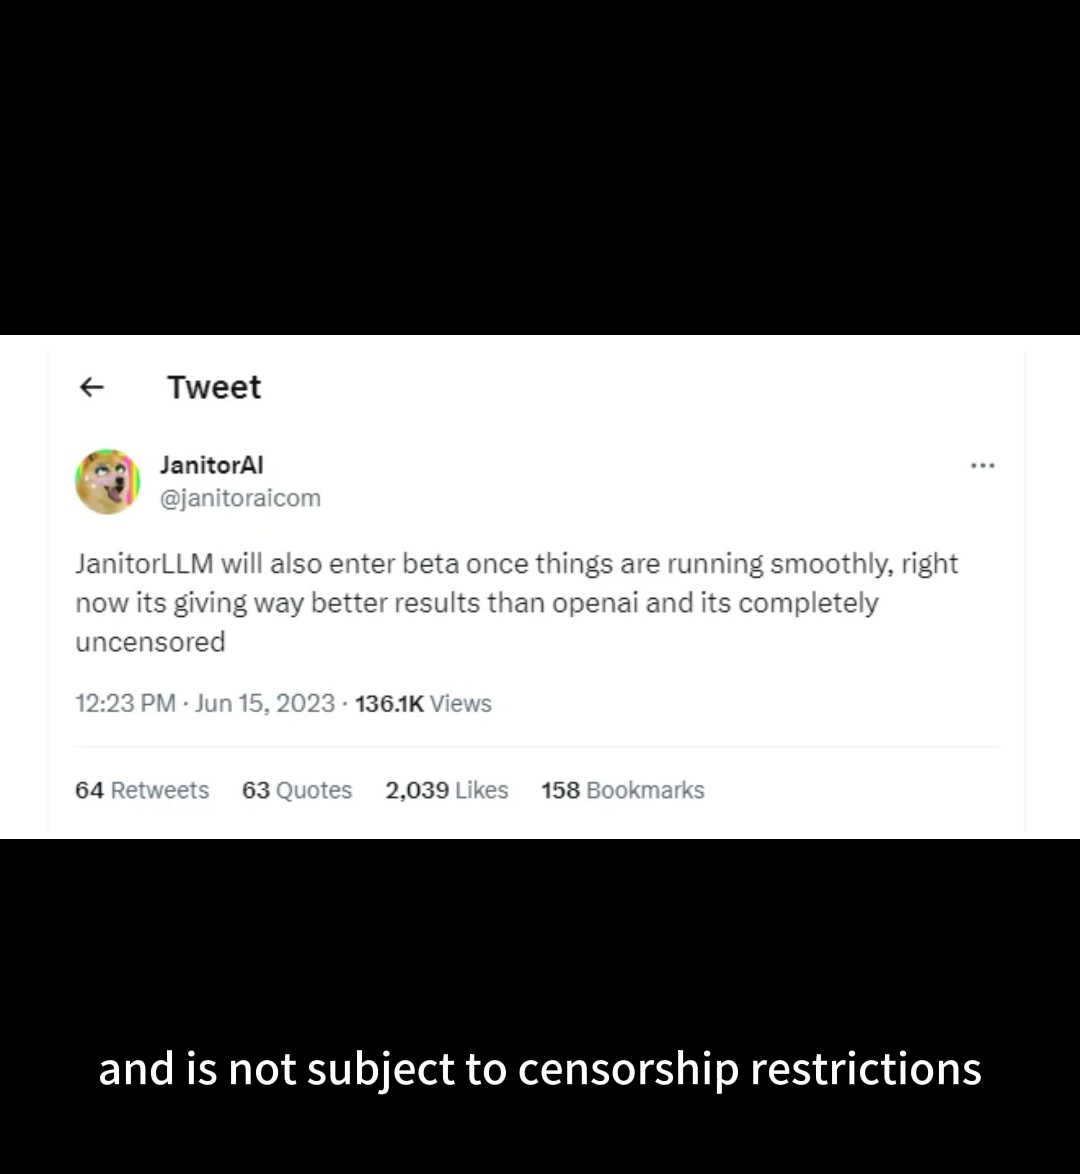 Tweet
JanitorAI
@janitoraicom
JanitorLLM will also enter beta once things are running smoothly, right
now its giving way better results than openai and its completely
uncensored
12:23 PM · Jun 15, 2023 · 136.1K Views
64 Retweets 63 Quotes 2,039 Likes 158 Bookmarks
and is not subject to censorship restrictions